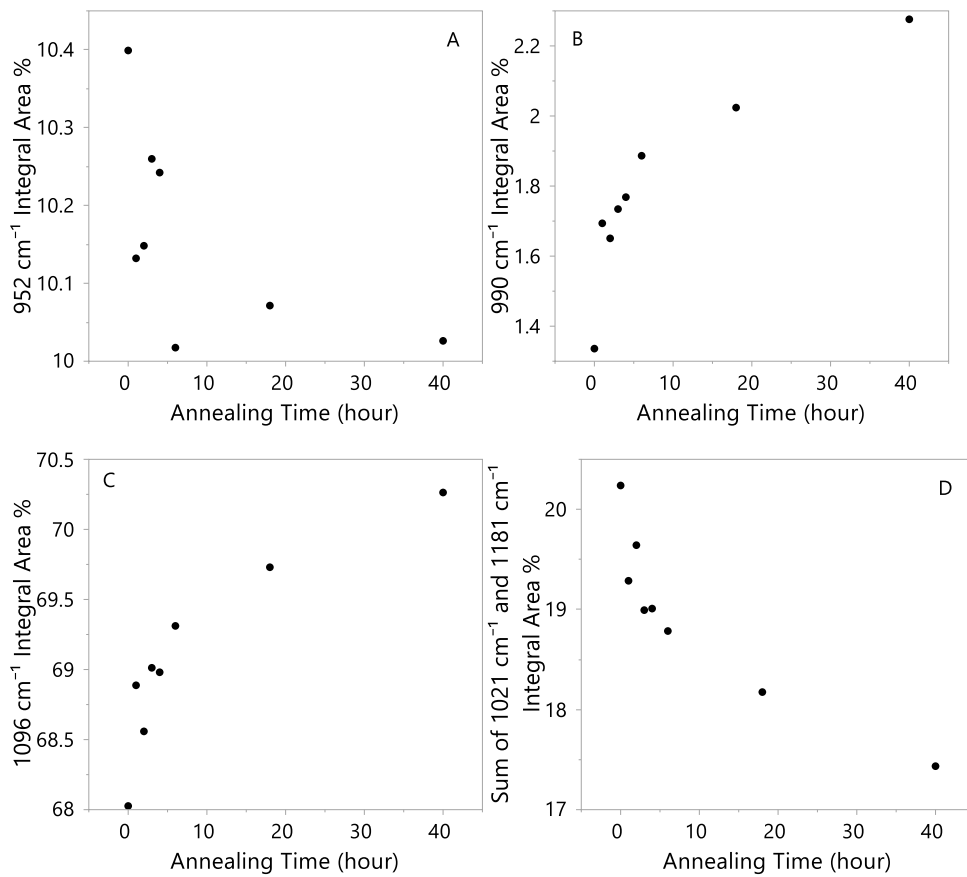 A
952 cm⁻¹ Integral Area %
10.4
10.3
10.2
10.1
10
0 10 20 30 40
Annealing Time (hour)
B
990 cm⁻¹ Integral Area %
2.2
2
1.8
1.6
1.4
0 10 20 30 40
Annealing Time (hour)
C
1096 cm⁻¹ Integral Area %
70.5
70
69.5
69
68.5
68
0 10 20 30 40
Annealing Time (hour)
D
Sum of 1021 cm⁻¹ and 1181 cm⁻¹
Integral Area %
20
19
18
17
0 10 20 30 40
Annealing Time (hour)